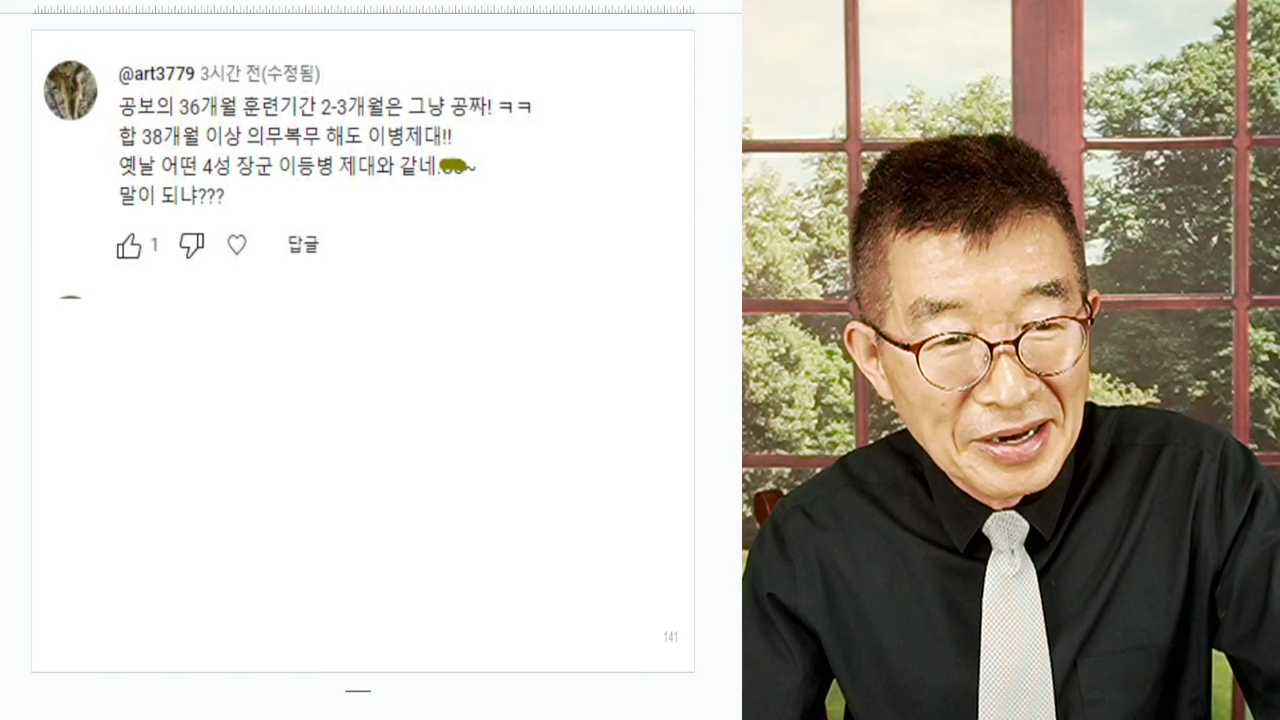 @art3779 3시간 전(수정됨)
공보의 36개월 훈련기간 2-3개월은 그냥 공짜! ㅋㅋ
합 38개월 이상 의무복무 해도 이병제대!!
옛날 어떤 4성 장군 이등병 제대와 같네.~
말이 되냐???
1 답글
141